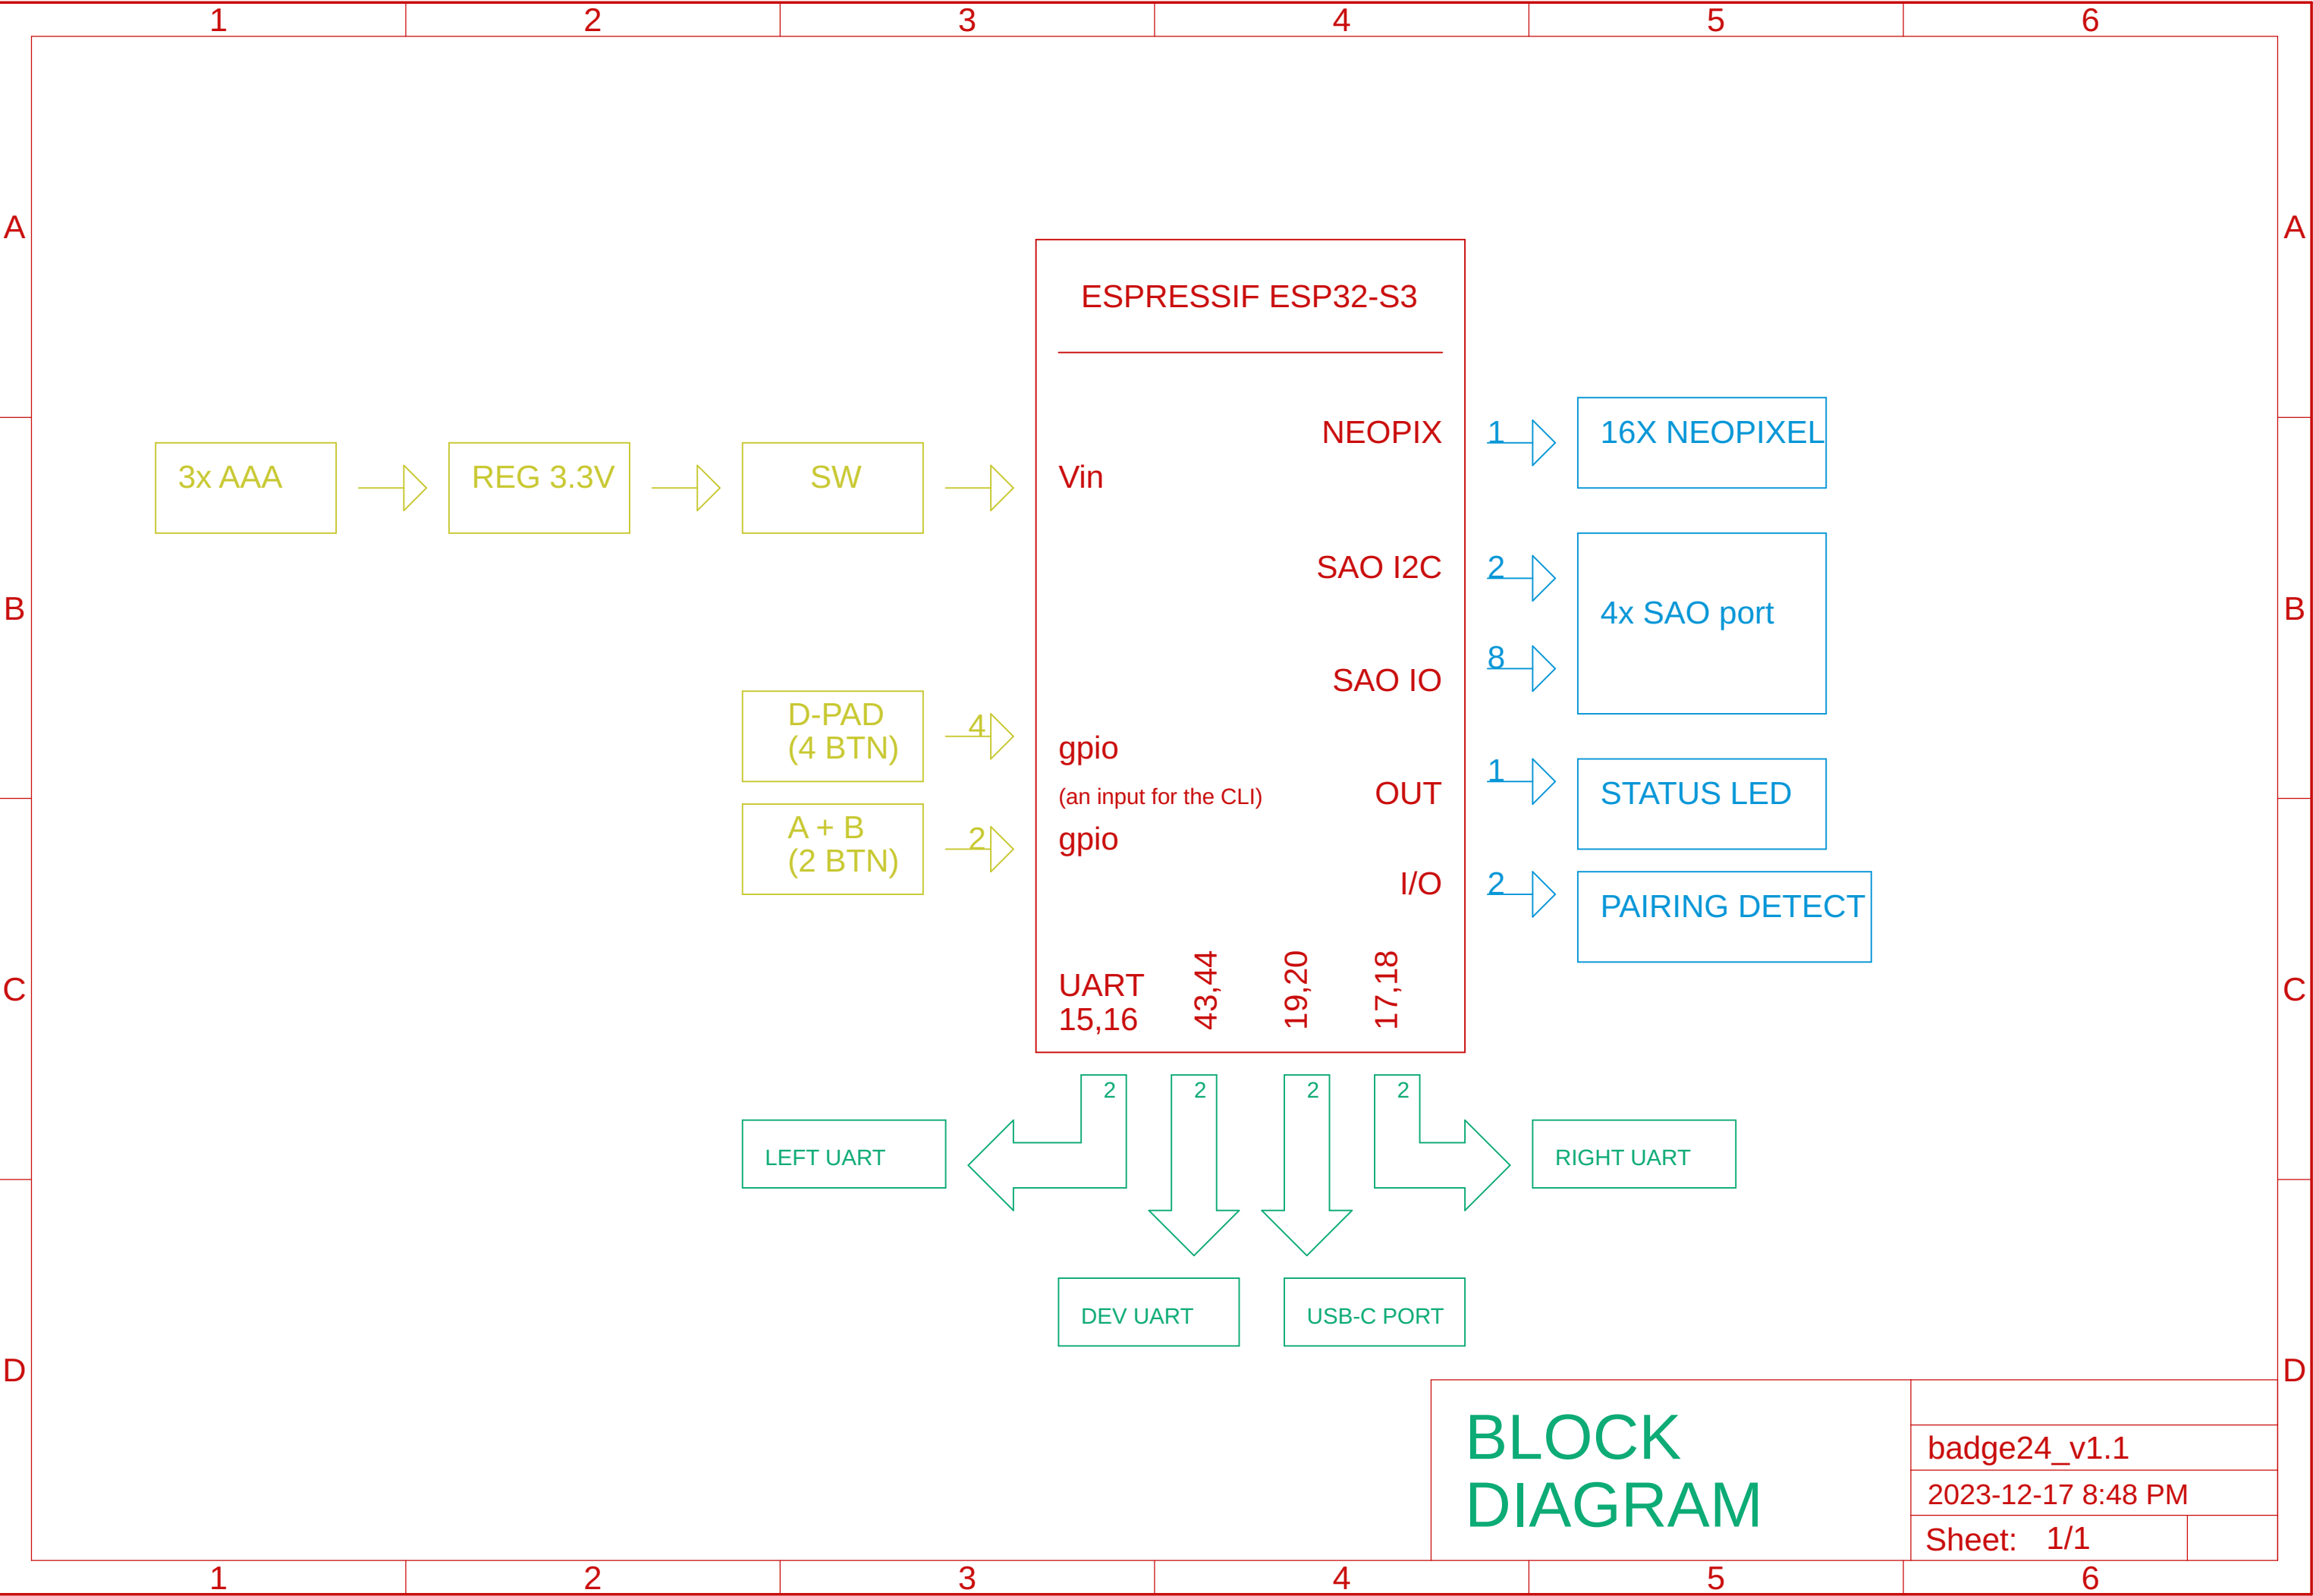 1 2 3 4 5 6
A A
ESPRESSIF ESP32-S3
NEOPIX 1 16X NEOPIXEL
3x AAA REG 3.3V SW Vin
SAO I2C 2
4x SAO port
8
SAO IO
B B
D-PAD
(4 BTN)
4
gpio
(an input for the CLI)
OUT 1 STATUS LED
A + B
(2 BTN)
2
gpio
I/O 2 PAIRING DETECT
C C
UART
15,16
43,44
19,20
17,18
2 2 2 2
LEFT UART RIGHT UART
DEV UART USB-C PORT
D D
BLOCK
DIAGRAM
badge24_v1.1
2023-12-17 8:48 PM
Sheet: 1/1
1 2 3 4 5 6